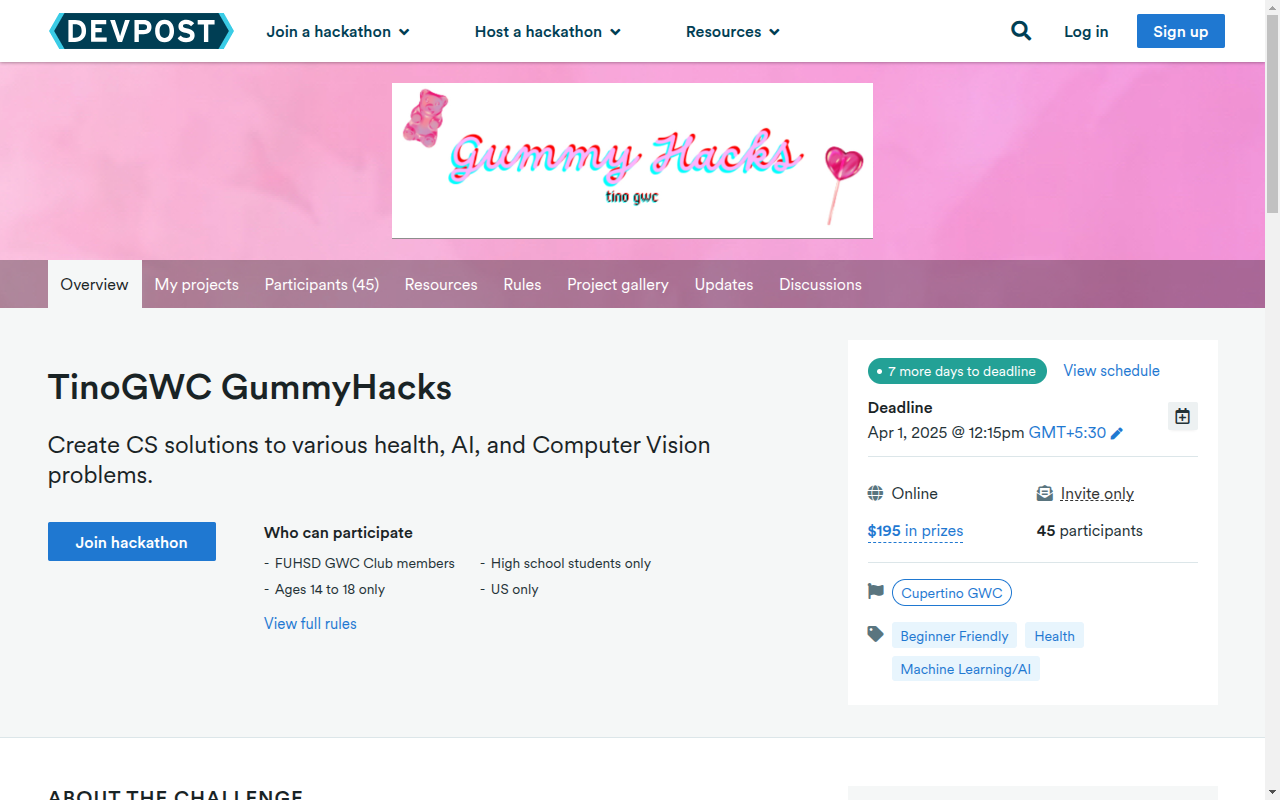 DEVPOST
Join a hackathon
Host a hackathon
Resources
Log in
Sign up
Gummy Hacks
tino gwc
Overview
My projects
Participants (45)
Resources
Rules
Project gallery
Updates
Discussions
TinoGWC GummyHacks
Create CS solutions to various health, AI, and Computer Vision
problems.
Join hackathon
Who can participate
- FUHSD GWC Club members
- High school students only
- Ages 14 to 18 only
- US only
View full rules
7 more days to deadline
View schedule
Deadline
Apr 1, 2025 @ 12:15pm GMT+5:30
Online
Invite only
$195 in prizes
45 participants
Cupertino GWC
Beginner Friendly
Health
Machine Learning/AI
ABOUT THE CHALLENGE